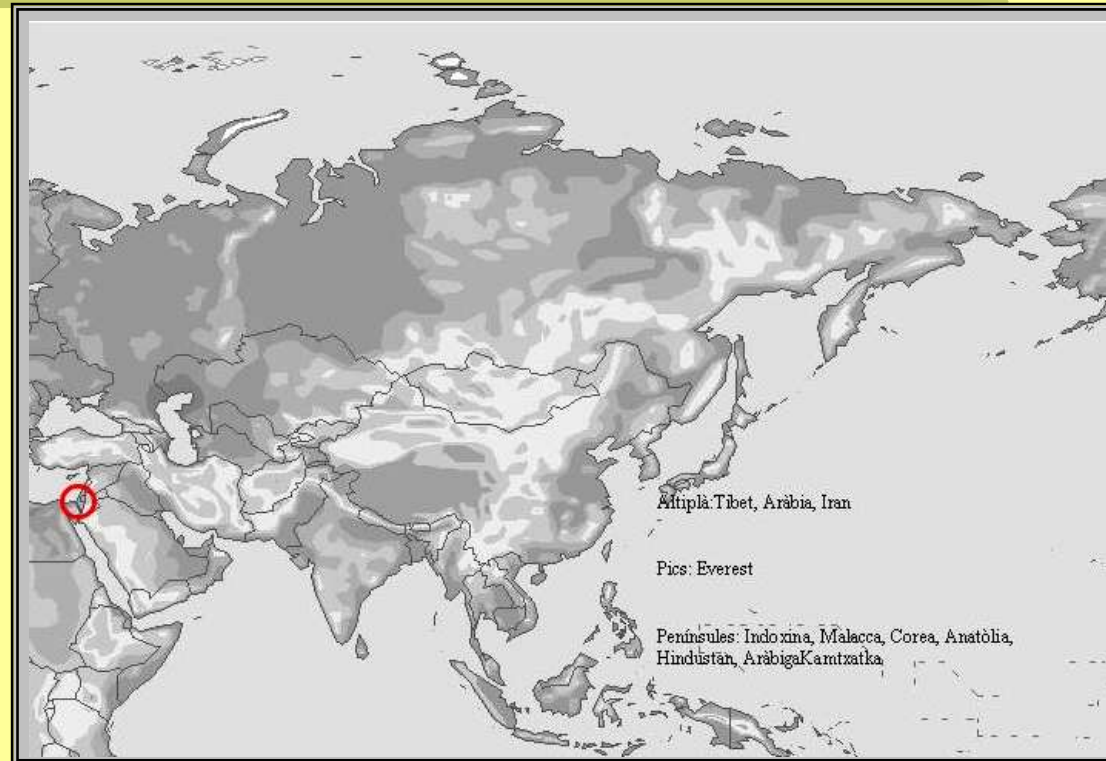 Altiplà:Tibet, Aràbia, Iran
Pics: Everest
Penínsules: Indoxina, Malacca, Corea, Anatòlia,
Hindustan, AràbigaKamtxatka